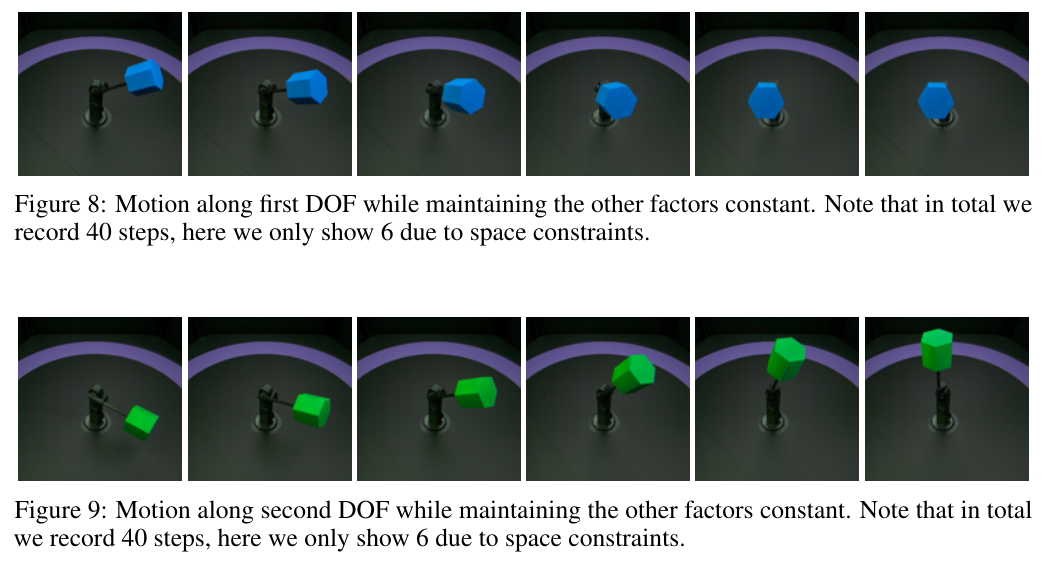 Figure 8: Motion along first DOF while maintaining the other factors constant. Note that in total we
record 40 steps, here we only show 6 due to space constraints.
Figure 9: Motion along second DOF while maintaining the other factors constant. Note that in total
we record 40 steps, here we only show 6 due to space constraints.